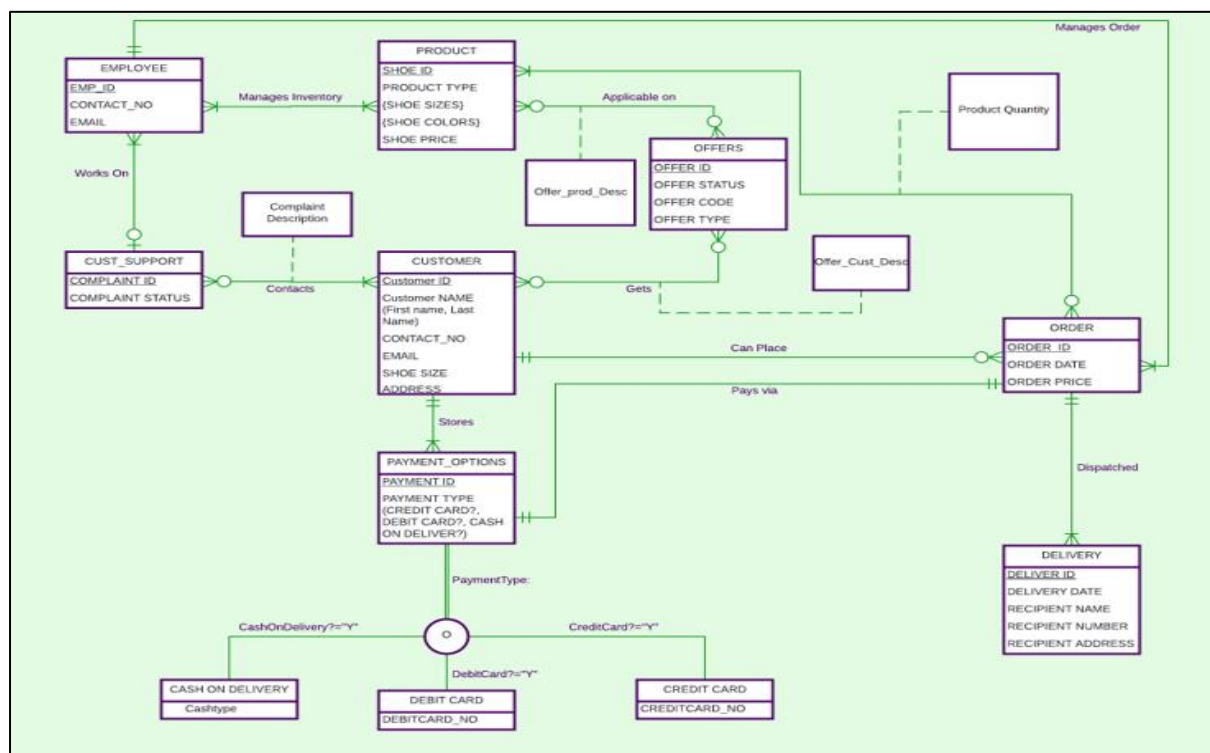 Manages Order
EMPLOYEE
EMP_ID
CONTACT_NO
EMAIL
Manages Inventory
PRODUCT
SHOE ID
PRODUCT TYPE
{SHOE SIZES}
{SHOE COLORS}
SHOE PRICE
Applicable on
Product Quantity
OFFERS
OFFER ID
OFFER STATUS
OFFER CODE
OFFER TYPE
Offer_prod_Desc
Works On
Complaint
Description
Offer_Cust_Desc
CUST_SUPPORT
COMPLAINT ID
COMPLAINT STATUS
Contacts
CUSTOMER
Customer ID
Customer NAME
(First name, Last
Name)
CONTACT_NO
EMAIL
SHOE SIZE
ADDRESS
Gets
Can Place
ORDER
ORDER_ID
ORDER DATE
ORDER PRICE
Pays via
Stores
PAYMENT_OPTIONS
PAYMENT ID
PAYMENT TYPE
(CREDIT CARD?,
DEBIT CARD?, CASH
ON DELIVER?)
Dispatched
DELIVERY
DELIVER ID
DELIVERY DATE
RECIPIENT NAME
RECIPIENT NUMBER
RECIPIENT ADDRESS
PaymentType:
O
CashOnDelivery?="Y"
CreditCard?="Y"
DebitCard?="Y"
CASH ON DELIVERY
Cashtype
DEBIT CARD
DEBITCARD_NO
CREDIT CARD
CREDITCARD_NO